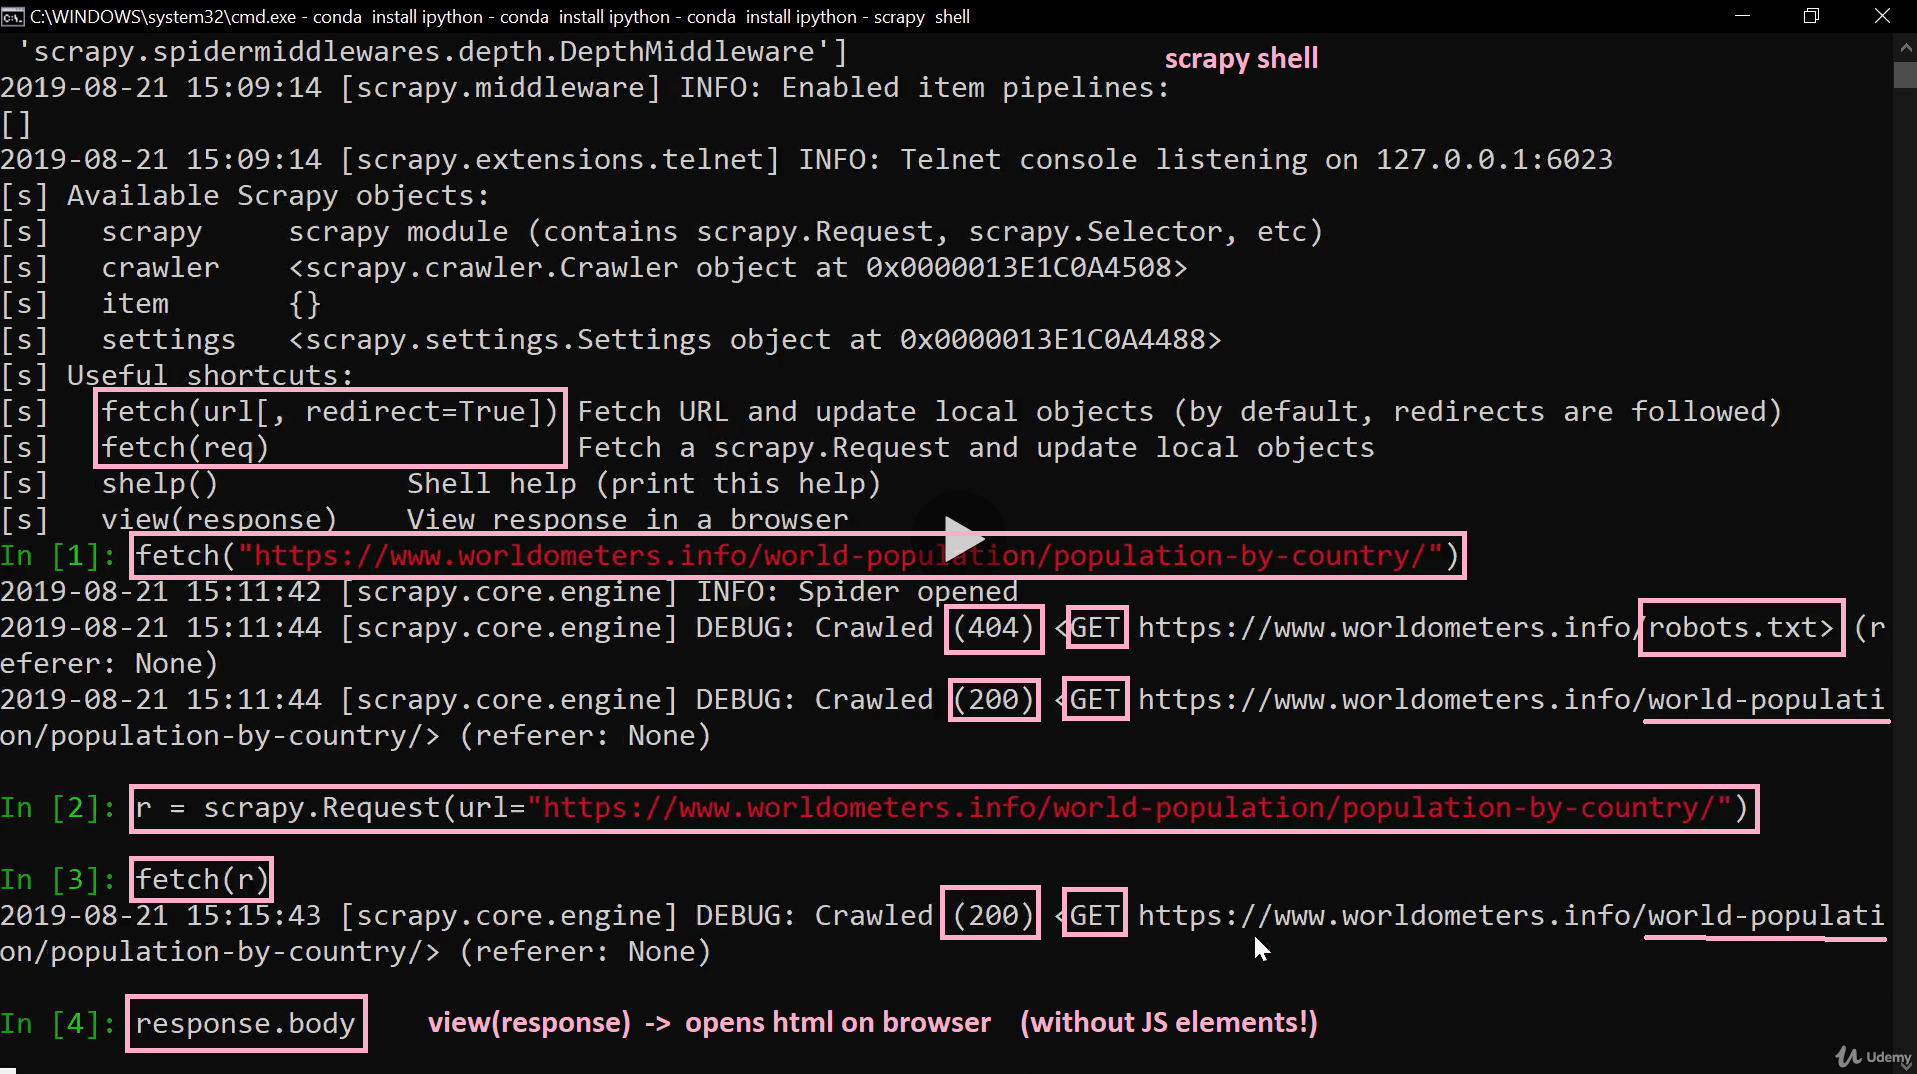 C:\WINDOWS\system32\cmd.exe - conda  install ipython - conda  install ipython - conda  install ipython - scrapy  shell
'scrapy.spidermiddlewares.depth.DepthMiddleware']
scrapy shell
2019-08-21 15:09:14 [scrapy.middleware] INFO: Enabled item pipelines:
[]
2019-08-21 15:09:14 [scrapy.extensions.telnet] INFO: Telnet console listening on 127.0.0.1:6023
[s] Available Scrapy objects:
[s]   scrapy     scrapy module (contains scrapy.Request, scrapy.Selector, etc)
[s]   crawler    <scrapy.crawler.Crawler object at 0x0000013E1C0A4508>
[s]   item       {}
[s]   settings   <scrapy.settings.Settings object at 0x0000013E1C0A4488>
[s] Useful shortcuts:
[s]   fetch(url[, redirect=True]) Fetch URL and update local objects (by default, redirects are followed)
[s]   fetch(req)                  Fetch a scrapy.Request and update local objects
[s]   shelp()           Shell help (print this help)
[s]   view(response)    View response in a browser
In [1]: fetch("https://www.worldometers.info/world-population/population-by-country/")
2019-08-21 15:11:42 [scrapy.core.engine] INFO: Spider opened
2019-08-21 15:11:44 [scrapy.core.engine] DEBUG: Crawled (404) <GET https://www.worldometers.info/robots.txt> (r
eferer: None)
2019-08-21 15:11:44 [scrapy.core.engine] DEBUG: Crawled (200) <GET https://www.worldometers.info/world-populati
on/population-by-country/> (referer: None)
In [2]: r = scrapy.Request(url="https://www.worldometers.info/world-population/population-by-country/")
In [3]: fetch(r)
2019-08-21 15:15:43 [scrapy.core.engine] DEBUG: Crawled (200) <GET https://www.worldometers.info/world-populati
on/population-by-country/> (referer: None)
In [4]: response.body
view(response)  ->  opens html on browser    (without JS elements!)
Udemy